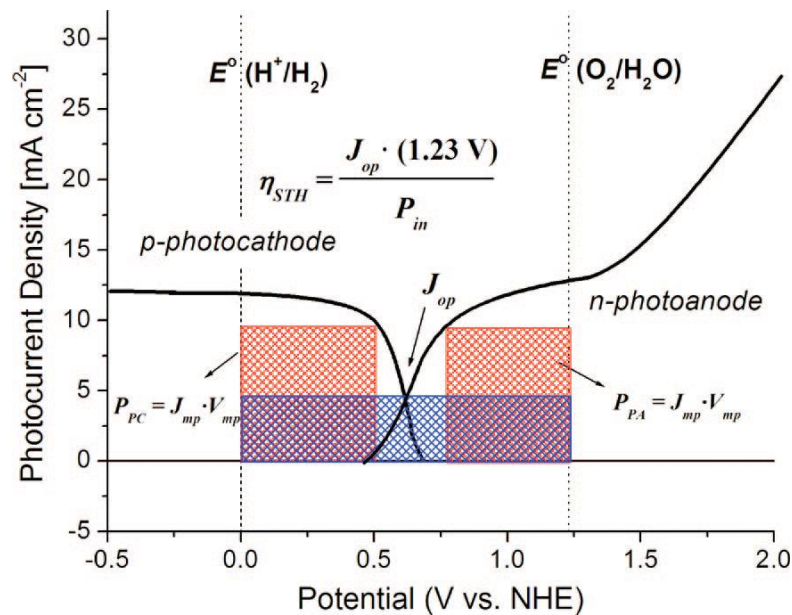 30
25
20
15
10
5
0
-5
-0.5
0.0
0.5
1.0
1.5
2.0
Photocurrent Density [mA cm⁻²]
Potential (V vs. NHE)
E° (H⁺/H₂)
E° (O₂/H₂O)
η_STH = J_op · (1.23 V) / P_in
p-photocathode
J_op
n-photoanode
P_PC = J_mp·V_mp
P_PA = J_mp·V_mp